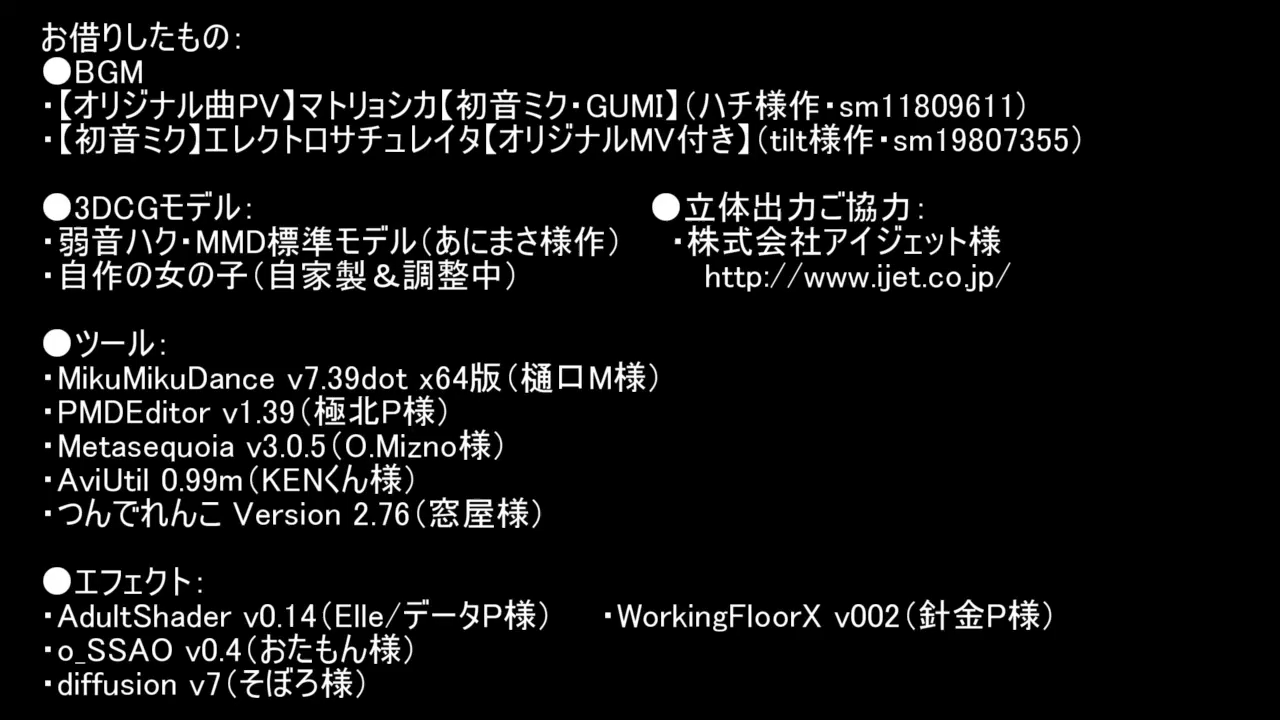 お借りしたもの：
●BGM
・【オリジナル曲PV】マトリョシカ【初音ミク・GUMI】（ハチ様作・sm11809611）
・【初音ミク】エレクトロサチュレイタ【オリジナルMV付き】（tilt様作・sm19807355）
●3DCGモデル：
・弱音ハク・MMD標準モデル（あにまさ様作）
・自作の女の子（自家製＆調整中）
●立体出力ご協力：
・株式会社アイジェット様
http://www.ijet.co.jp/
●ツール：
・MikuMikuDance v7.39dot x64版（樋口M様）
・PMDEditor v1.39（極北P様）
・Metasequoia v3.0.5（O.Mizno様）
・AviUtil 0.99m（KENくん様）
・つんでれんこ Version 2.76（窓屋様）
●エフェクト：
・AdultShader v0.14（Elle/データP様）
・o_SSAO v0.4（おたもん様）
・diffusion v7（そぼろ様）
・WorkingFloorX v002（針金P様）